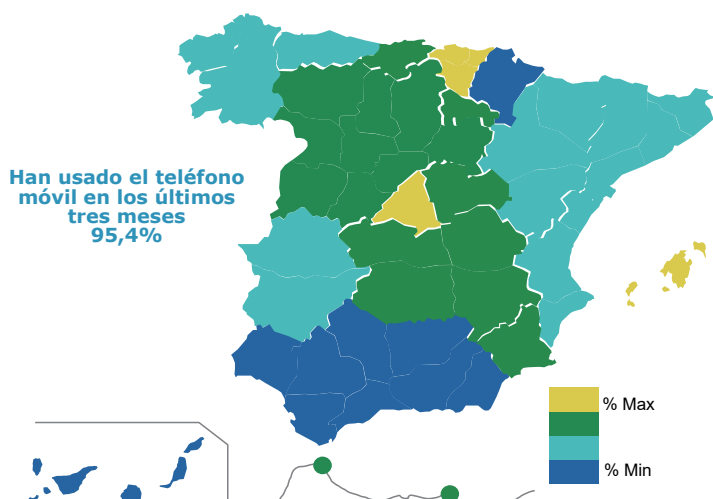 Han usado el teléfono
móvil en los últimos
tres meses
95,4%
% Max
% Min